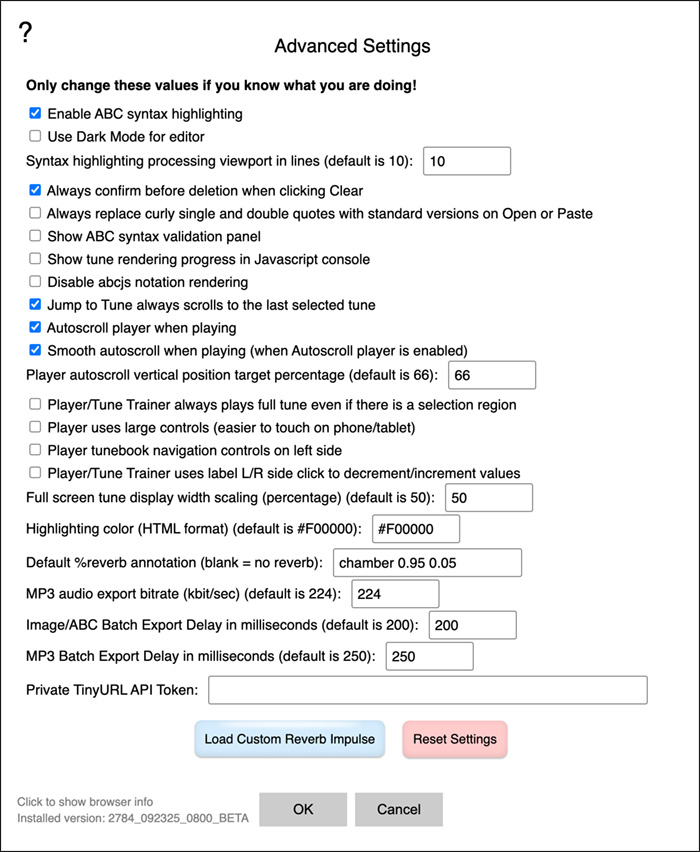 ?
Advanced Settings
Only change these values if you know what you are doing!
Enable ABC syntax highlighting
Use Dark Mode for editor
Syntax highlighting processing viewport in lines (default is 10): 10
Always confirm before deletion when clicking Clear
Always replace curly single and double quotes with standard versions on Open or Paste
Show ABC syntax validation panel
Show tune rendering progress in Javascript console
Disable abcjs notation rendering
Jump to Tune always scrolls to the last selected tune
Autoscroll player when playing
Smooth autoscroll when playing (when Autoscroll player is enabled)
Player autoscroll vertical position target percentage (default is 66): 66
Player/Tune Trainer always plays full tune even if there is a selection region
Player uses large controls (easier to touch on phone/tablet)
Player tunebook navigation controls on left side
Player/Tune Trainer uses label L/R side click to decrement/increment values
Full screen tune display width scaling (percentage) (default is 50): 50
Highlighting color (HTML format) (default is #F00000): #F00000
Default %reverb annotation (blank = no reverb): chamber 0.95 0.05
MP3 audio export bitrate (kbit/sec) (default is 224): 224
Image/ABC Batch Export Delay in milliseconds (default is 200): 200
MP3 Batch Export Delay in milliseconds (default is 250): 250
Private TinyURL API Token:
Load Custom Reverb Impulse Reset Settings
Click to show browser info
Installed version: 2784_092325_0800_BETA
OK Cancel